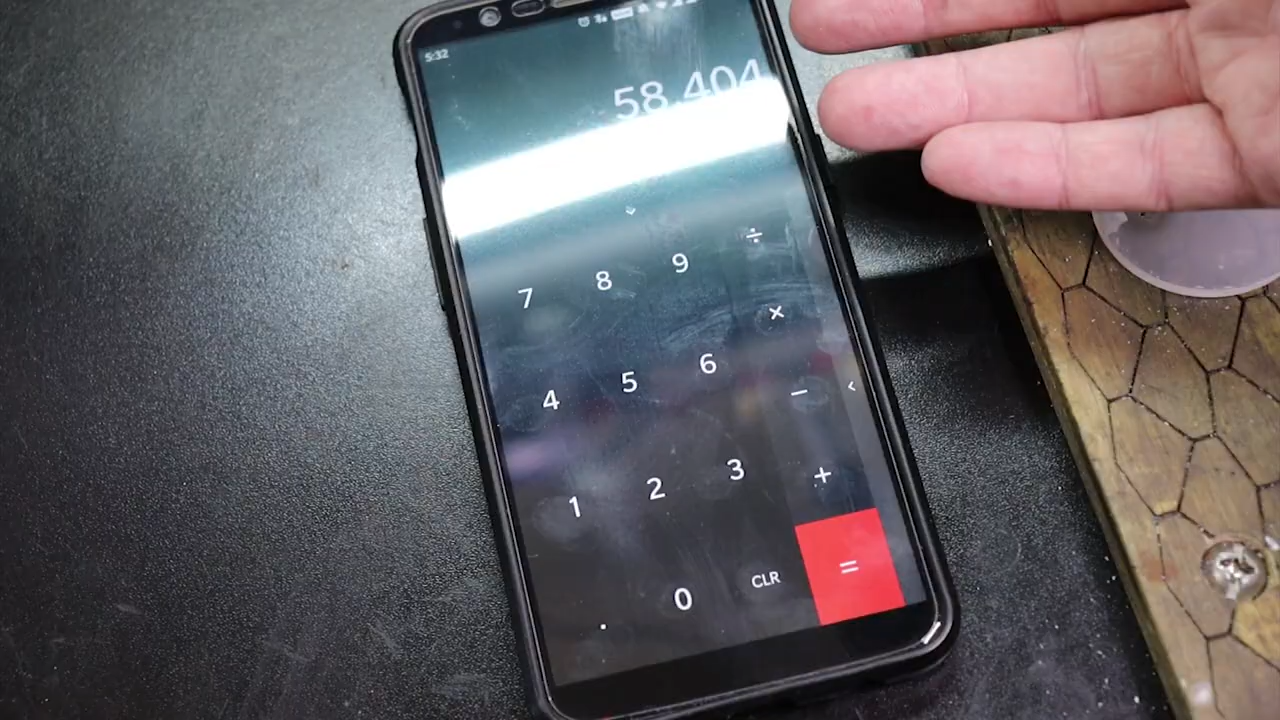 5:32
58.404
7 8 9 ÷
×
4 5 6
− <
1 2 3 +
. 0 CLR =